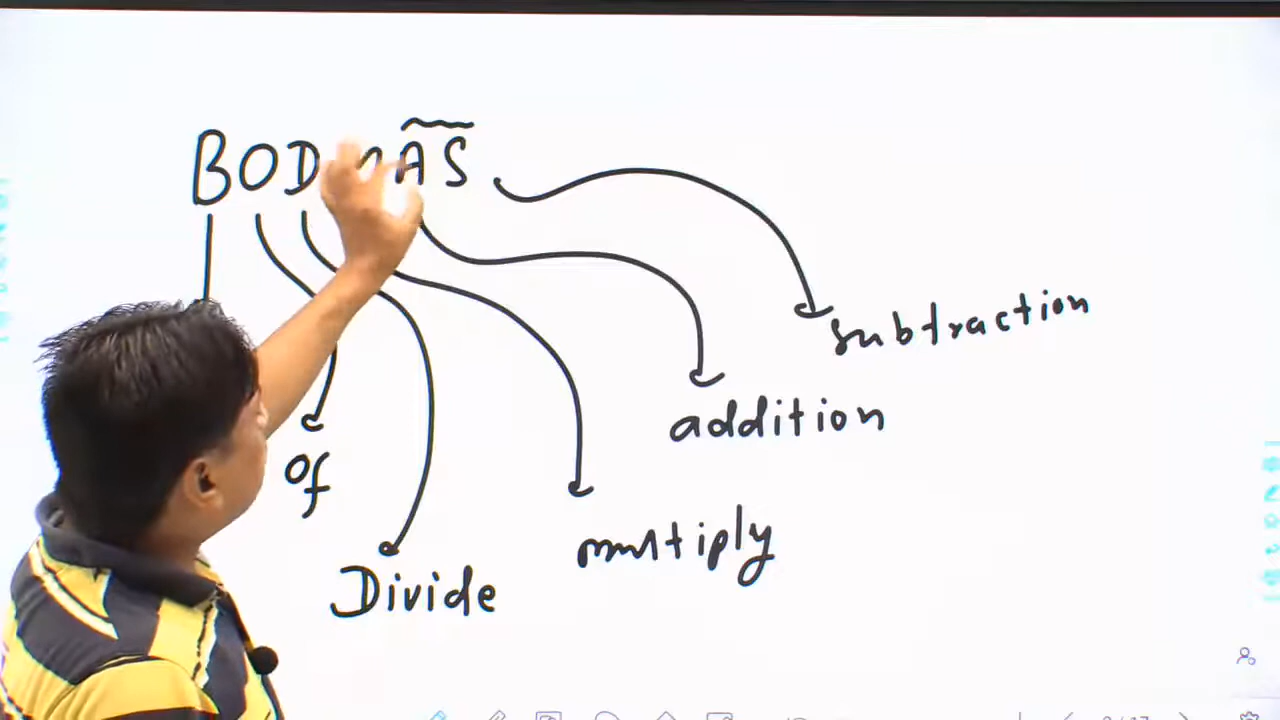 BOD AS
subtraction
addition
of
multiply
Divide